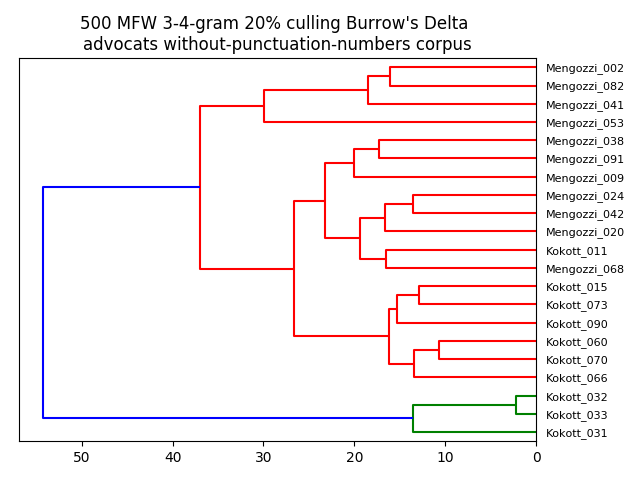 500 MFW 3-4-gram 20% culling Burrow's Delta
advocats without-punctuation-numbers corpus
Mengozzi_002
Mengozzi_082
Mengozzi_041
Mengozzi_053
Mengozzi_038
Mengozzi_091
Mengozzi_009
Mengozzi_024
Mengozzi_042
Mengozzi_020
Kokott_011
Mengozzi_068
Kokott_015
Kokott_073
Kokott_090
Kokott_060
Kokott_070
Kokott_066
Kokott_032
Kokott_033
Kokott_031
50 40 30 20 10 0